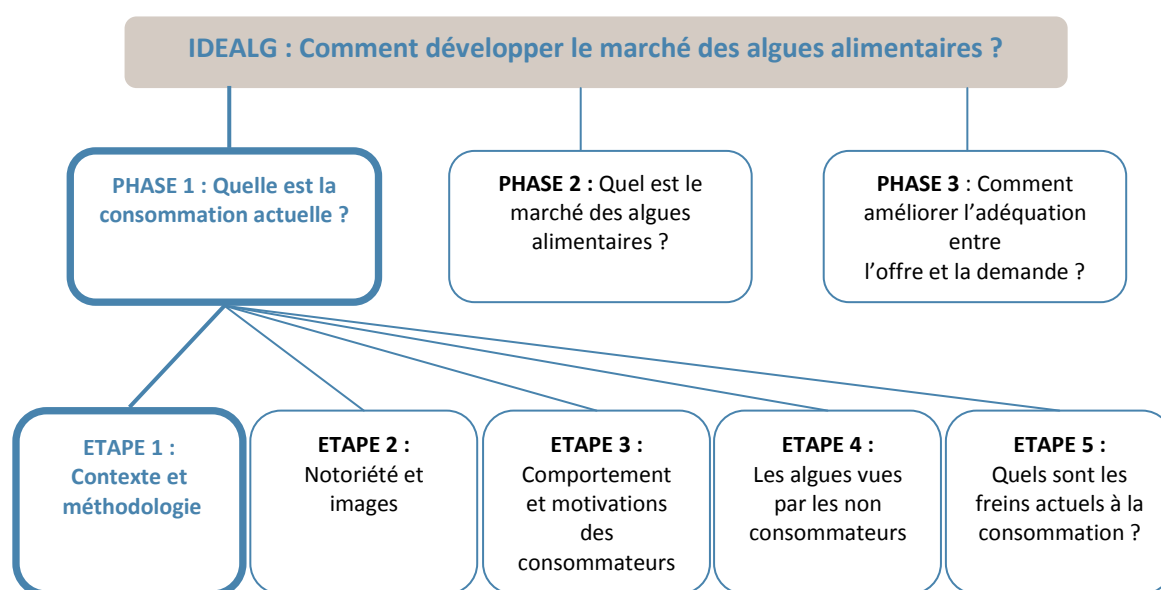 IDEALG : Comment développer le marché des algues alimentaires ?
PHASE 1 : Quelle est la
consommation actuelle ?
PHASE 2 : Quel est le
marché des algues
alimentaires ?
PHASE 3 : Comment
améliorer l’adéquation
entre
l’offre et la demande ?
ETAPE 1 :
Contexte et
méthodologie
ETAPE 2 :
Notoriété et
images
ETAPE 3 :
Comportement
et motivations
des
consommateurs
ETAPE 4 :
Les algues vues
par les non
consommateurs
ETAPE 5 :
Quels sont les
freins actuels à la
consommation ?